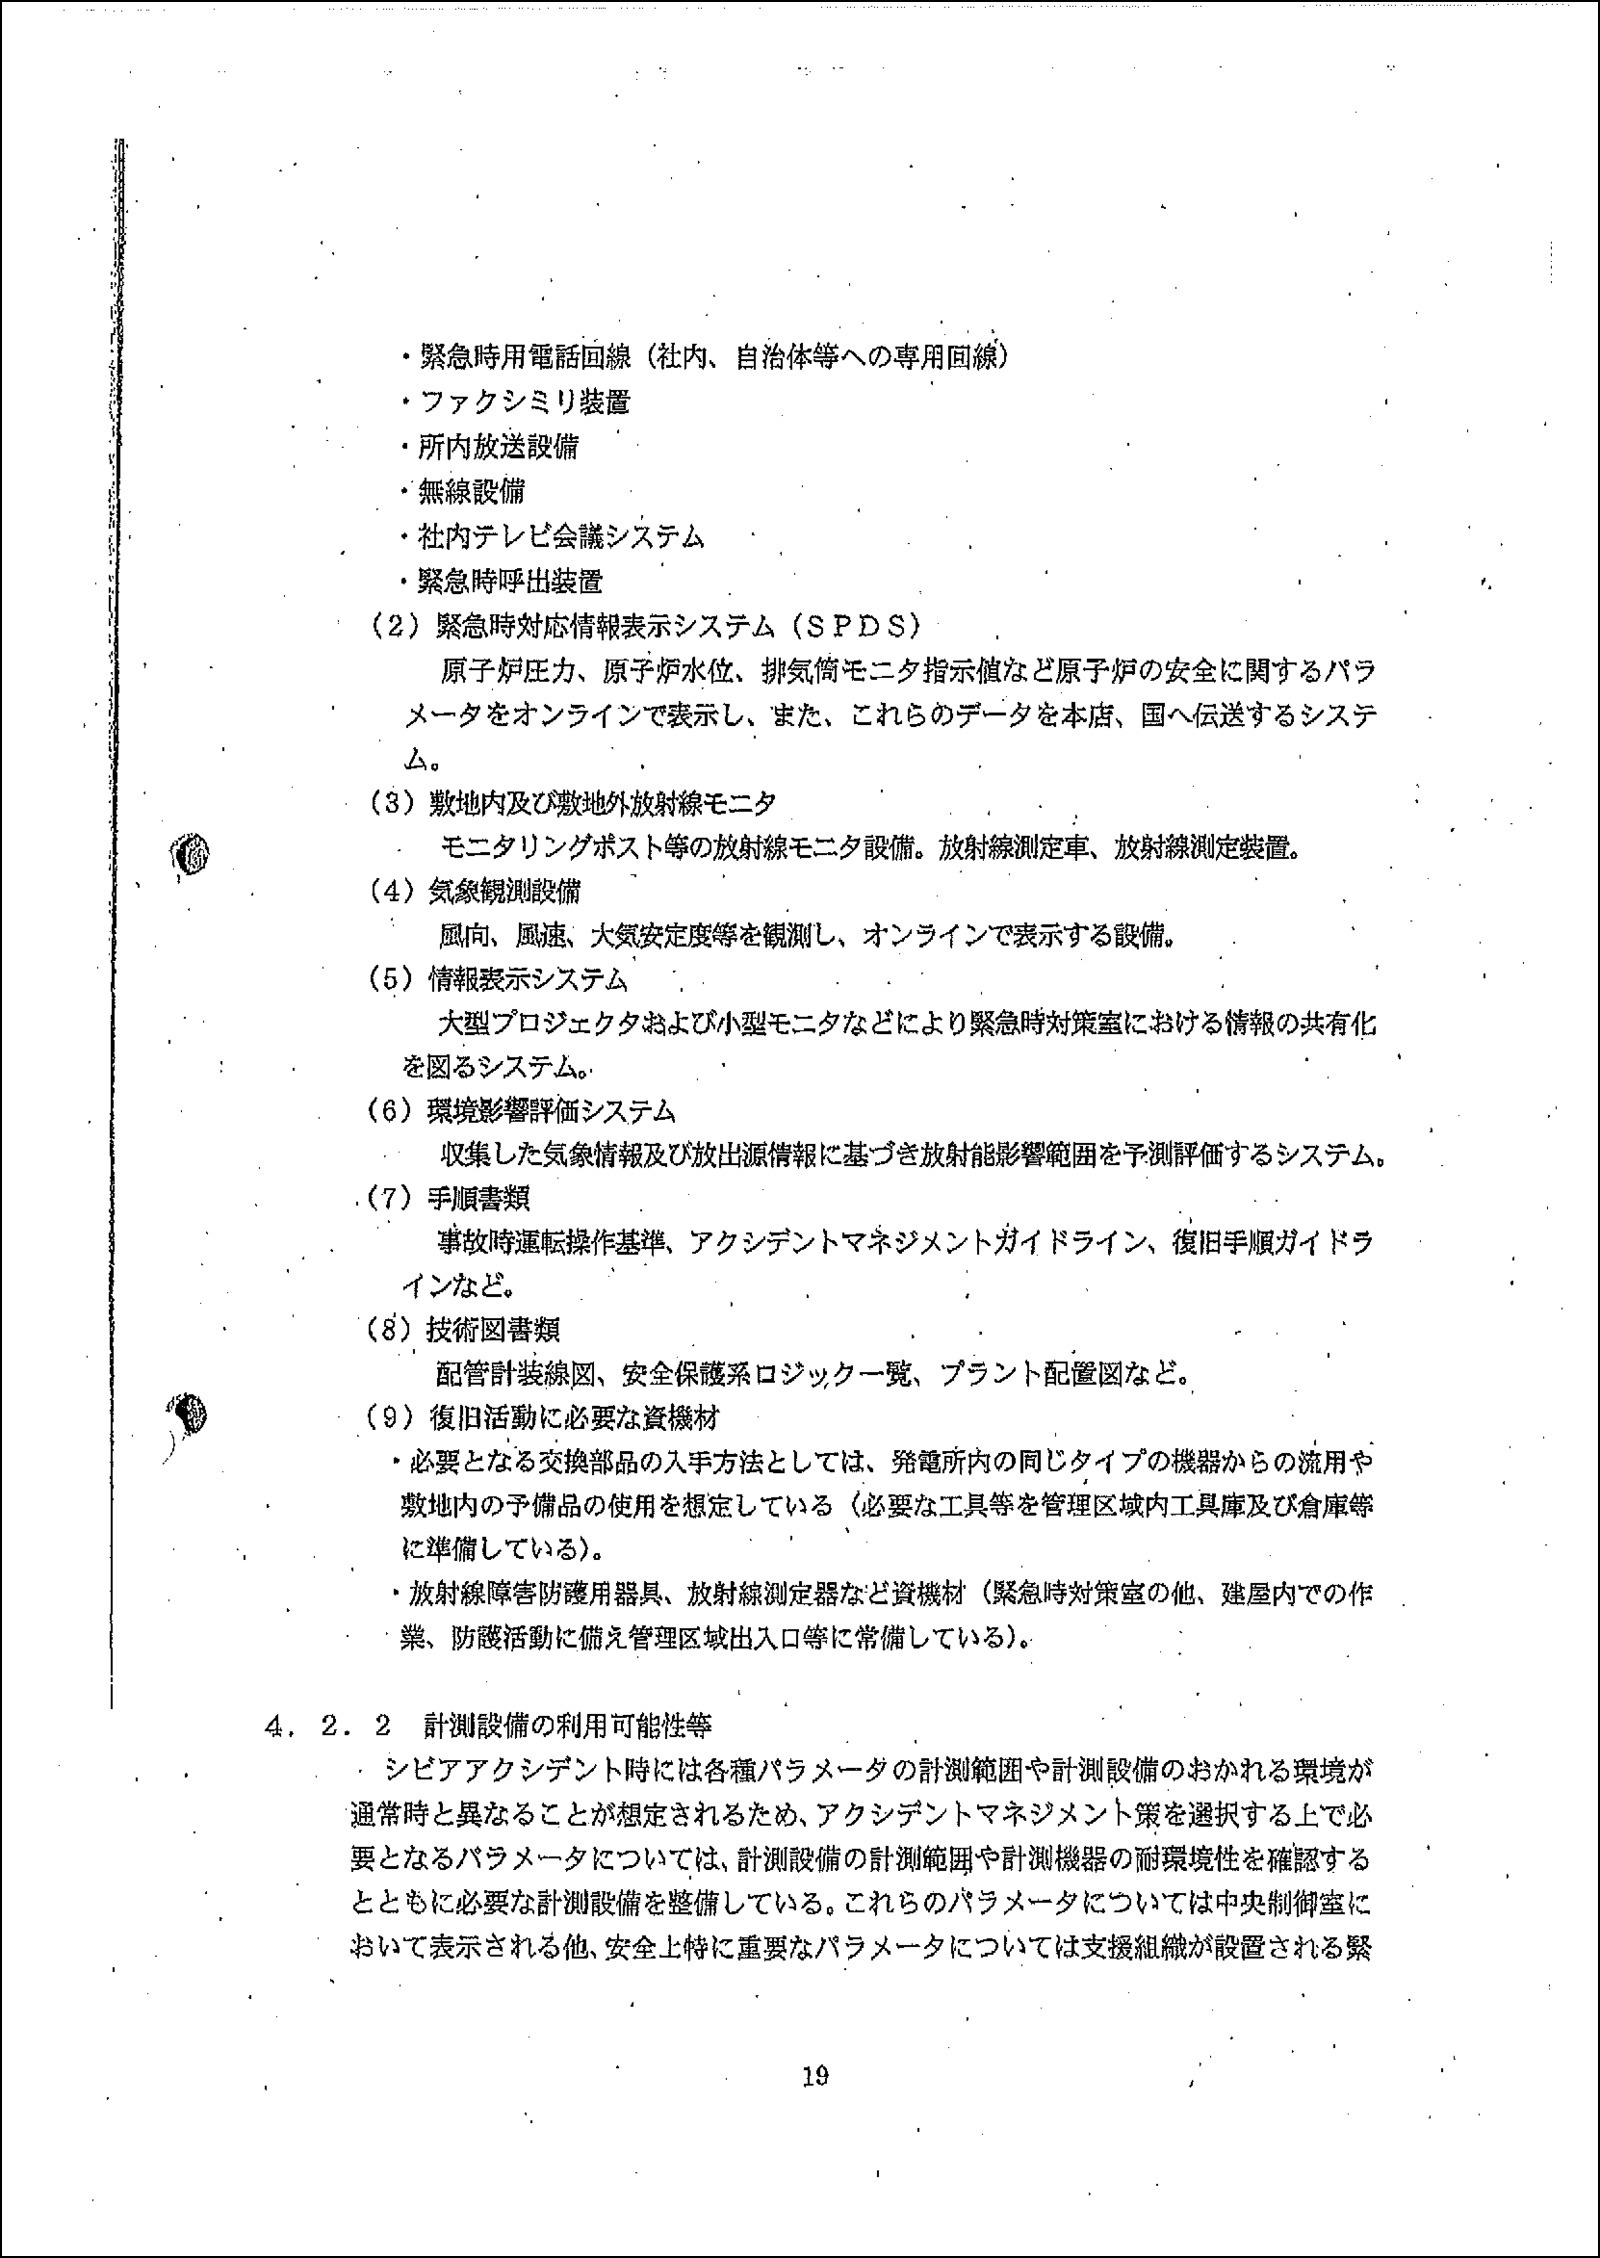 ・緊急時用電話回線（社内、自治体等への専用回線）
・ファクシミリ装置
・所内放送設備
・無線設備
・社内テレビ会議システム
・緊急時呼出装置
（２）緊急時対応情報表示システム（ＳＰＤＳ）
原子炉圧力、原子炉水位、排気筒モニタ指示値など原子炉の安全に関するパラ
メータをオンラインで表示し、また、これらのデータを本店、国へ伝送するシステ
ム。
（３）敷地内及び敷地外放射線モニタ
モニタリングポスト等の放射線モニタ設備。放射線測定車、放射線測定装置。
（４）気象観測設備
風向、風速、大気安定度等を観測し、オンラインで表示する設備。
（５）情報表示システム
大型プロジェクタおよび小型モニタなどにより緊急時対策室における情報の共有化
を図るシステム。
（６）環境影響評価システム
収集した気象情報及び放出源情報に基づき放射能影響範囲を予測評価するシステム。
（７）手順書類
事故時運転操作基準、アクシデントマネジメントガイドライン、復旧手順ガイドラ
インなど。
（８）技術図書類
配管計装線図、安全保護系ロジック一覧、プラント配置図など。
（９）復旧活動に必要な資機材
・必要となる交換部品の入手方法としては、発電所内の同じタイプの機器からの流用や
敷地内の予備品の使用を想定している（必要な工具等を管理区域内工具庫及び倉庫等
に準備している）。
・放射線障害防護用器具、放射線測定器など資機材（緊急時対策室の他、建屋内での作
業、防護活動に備え管理区域出入口等に常備している）。
４．２．２　計測設備の利用可能性等
シビアアクシデント時には各種パラメータの計測範囲や計測設備のおかれる環境が
通常時と異なることが想定されるため、アクシデントマネジメント策を選択する上で必
要となるパラメータについては、計測設備の計測範囲や計測機器の耐環境性を確認する
とともに必要な計測設備を整備している。これらのパラメータについては中央制御室に
おいて表示される他、安全上特に重要なパラメータについては支援組織が設置される緊
19